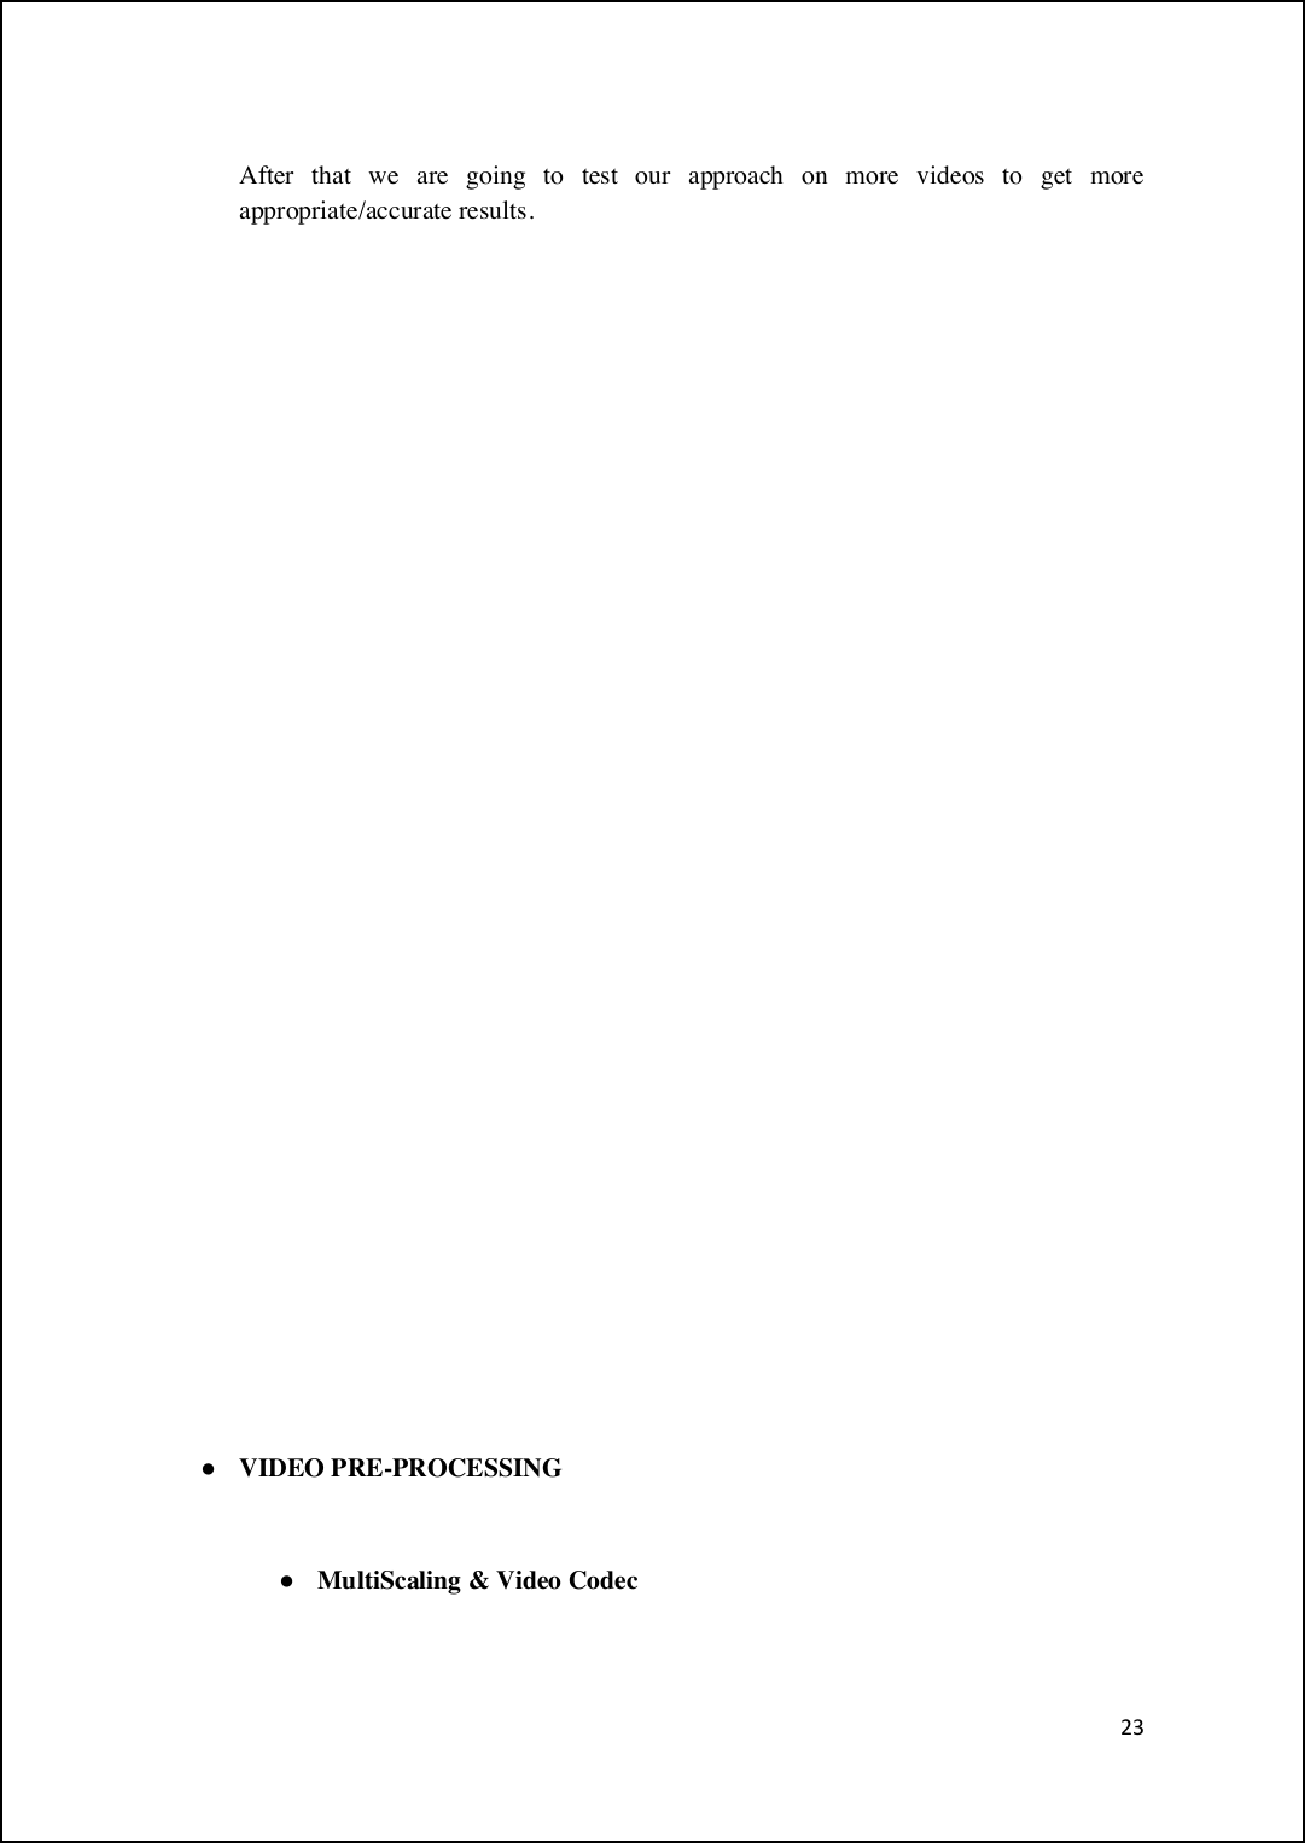 After that we are going to test our approach on more videos to get more
appropriate/accurate results.
● VIDEO PRE-PROCESSING
● MultiScaling & Video Codec
23